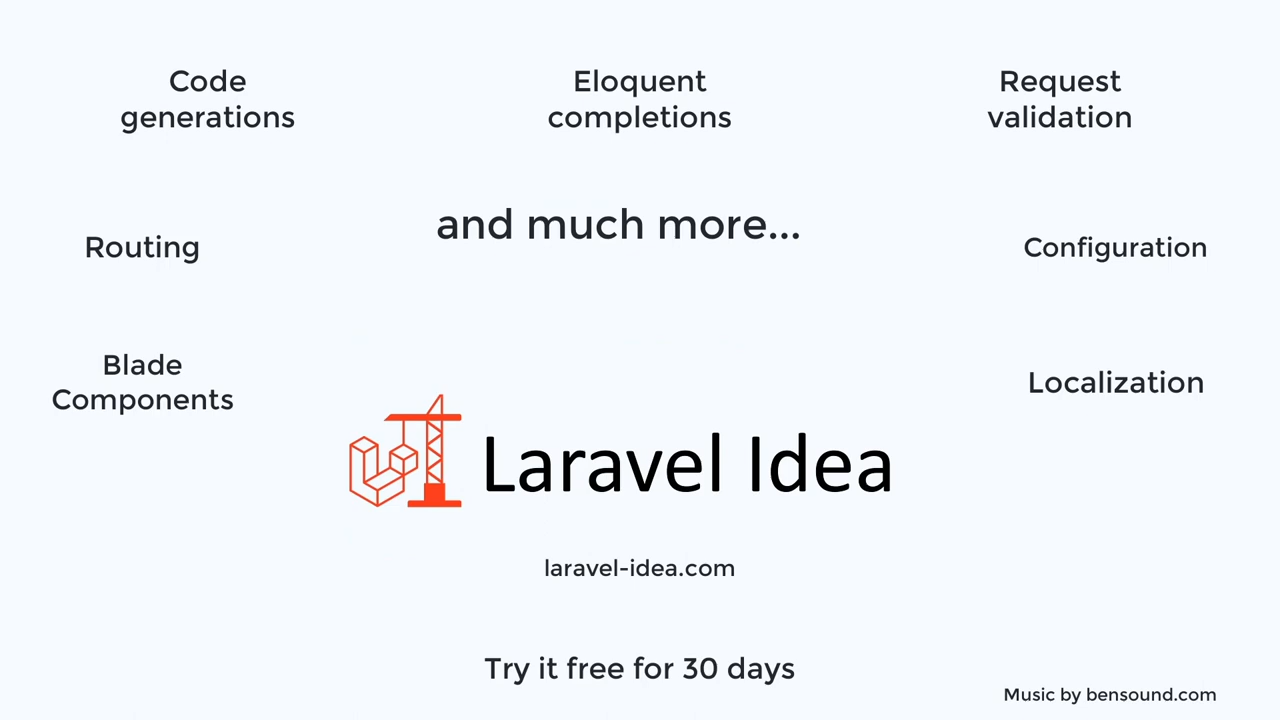 Code
generations
Eloquent
completions
Request
validation
and much more...
Routing
Configuration
Blade
Components
Localization
Laravel Idea
laravel-idea.com
Try it free for 30 days
Music by bensound.com